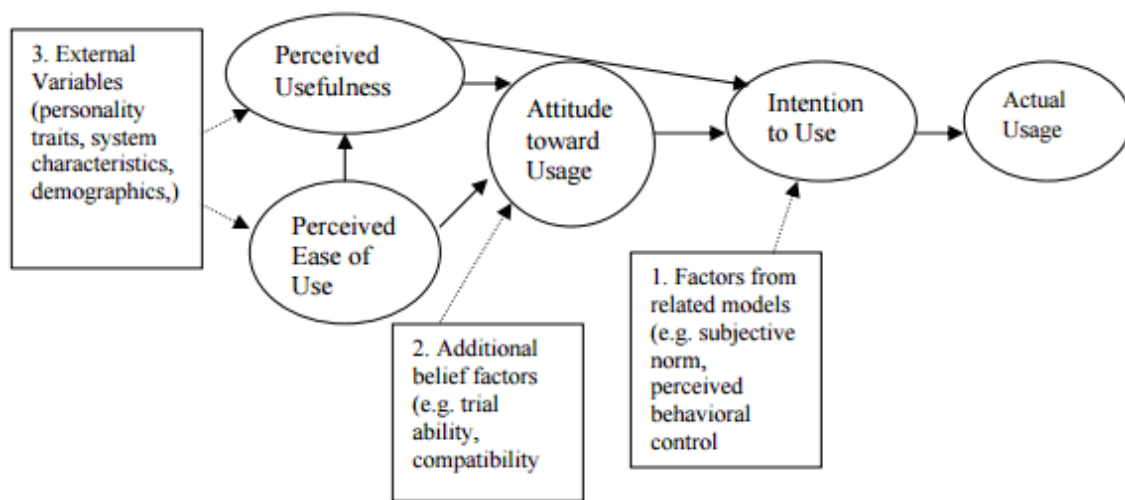 3. External
Variables
(personality
traits, system
characteristics,
demographics,)
Perceived
Usefulness
Perceived
Ease of
Use
Attitude
toward
Usage
Intention
to Use
Actual
Usage
2. Additional
belief factors
(e.g. trial
ability,
compatibility
1. Factors from
related models
(e.g. subjective
norm,
perceived
behavioral
control